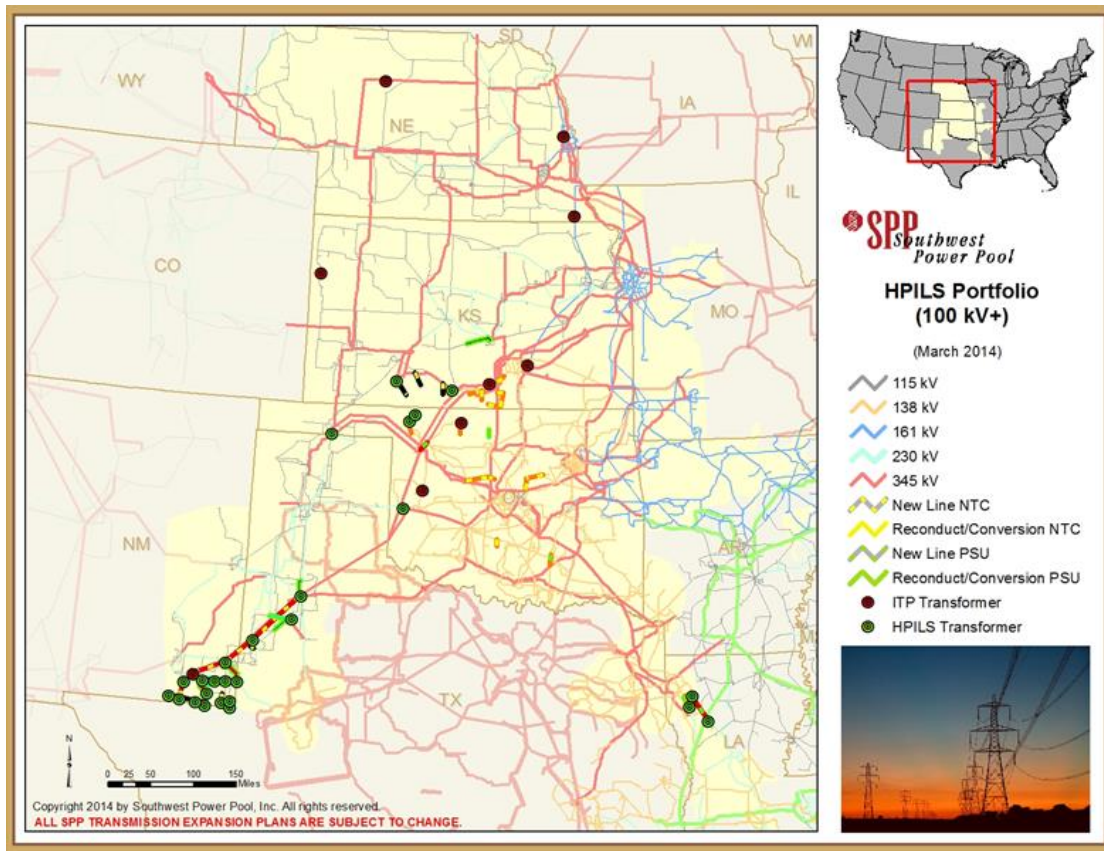 SD
WY
WI
NE
IA
IL
CO
MO
KS
NM
OK
AR
TX
LA
N
0 25 50 100 150
Miles
Copyright 2014 by Southwest Power Pool, Inc. All rights reserved.
ALL SPP TRANSMISSION EXPANSION PLANS ARE SUBJECT TO CHANGE.
SPP
Southwest
Power Pool
HPILS Portfolio
(100 kV+)
(March 2014)
115 kV
138 kV
161 kV
230 kV
345 kV
New Line NTC
Reconduct/Conversion NTC
New Line PSU
Reconduct/Conversion PSU
ITP Transformer
HPILS Transformer